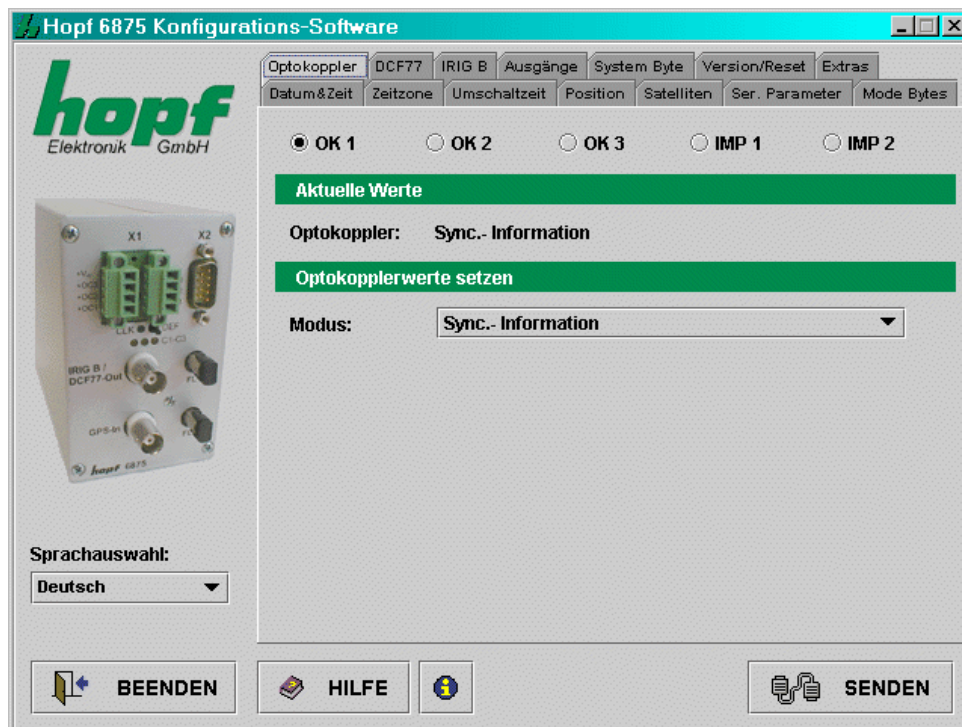 Hopf 6875 Konfigurations-Software
hopf
Elektronik GmbH
Optokoppler DCF77 IRIG B Ausgänge System Byte Version/Reset Extras
Datum&Zeit Zeitzone Umschaltzeit Position Satelliten Ser. Parameter Mode Bytes
OK 1 OK 2 OK 3 IMP 1 IMP 2
Aktuelle Werte
Optokoppler: Sync.- Information
Optokopplerwerte setzen
Modus: Sync.- Information
X1 X2
C1-C3
IRIG B /
DCF77-Out
GPS-In
hopf 6875
Sprachauswahl:
Deutsch
BEENDEN HILFE SENDEN